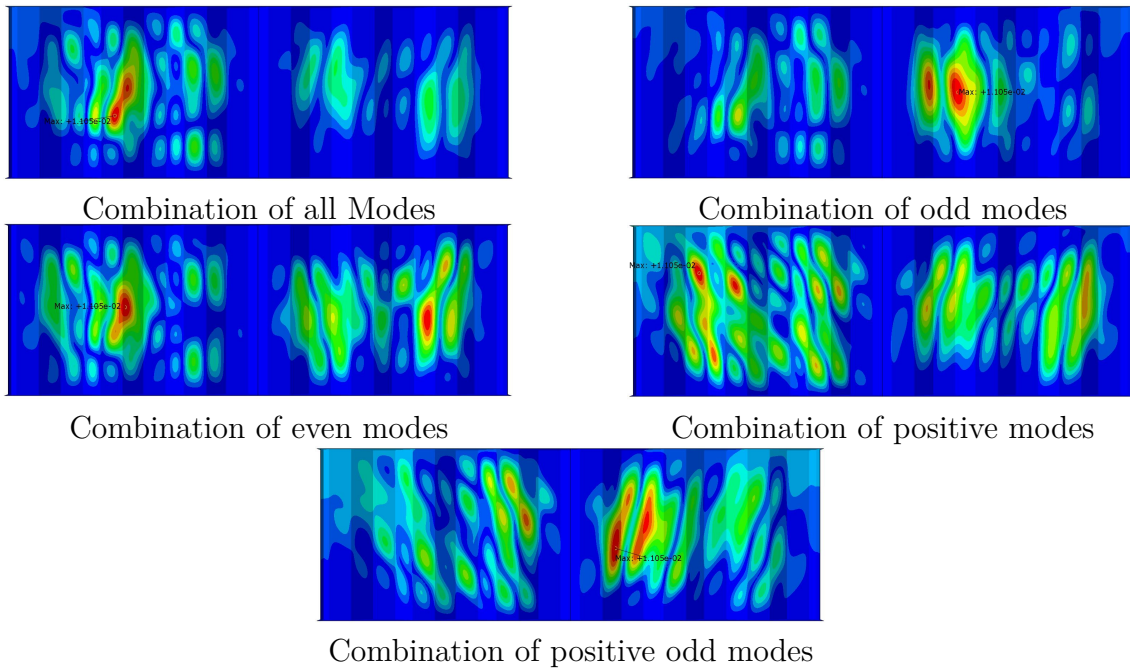 Max: +1.105e-02
Max: +1.105e-02
Combination of all Modes
Combination of odd modes
Max: +1.105e-02
Max: +1.105e-02
Combination of even modes
Combination of positive modes
Max: +1.105e-02
Combination of positive odd modes